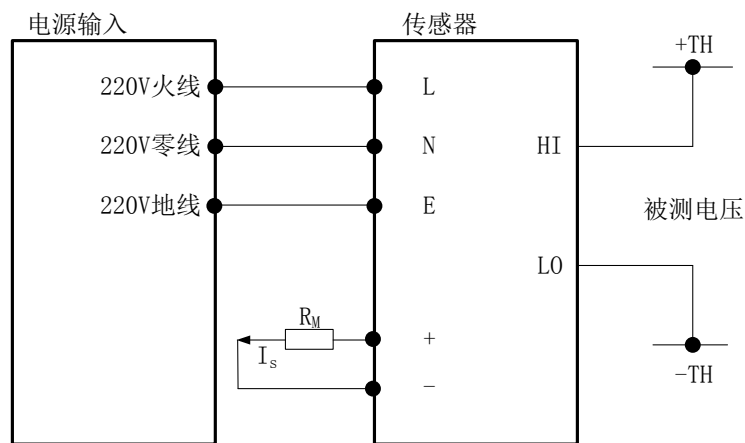 电源输入
传感器
+TH
220V火线
L
220V零线
N
HI
220V地线
E
被测电压
LO
RM
+
Is
-
-TH